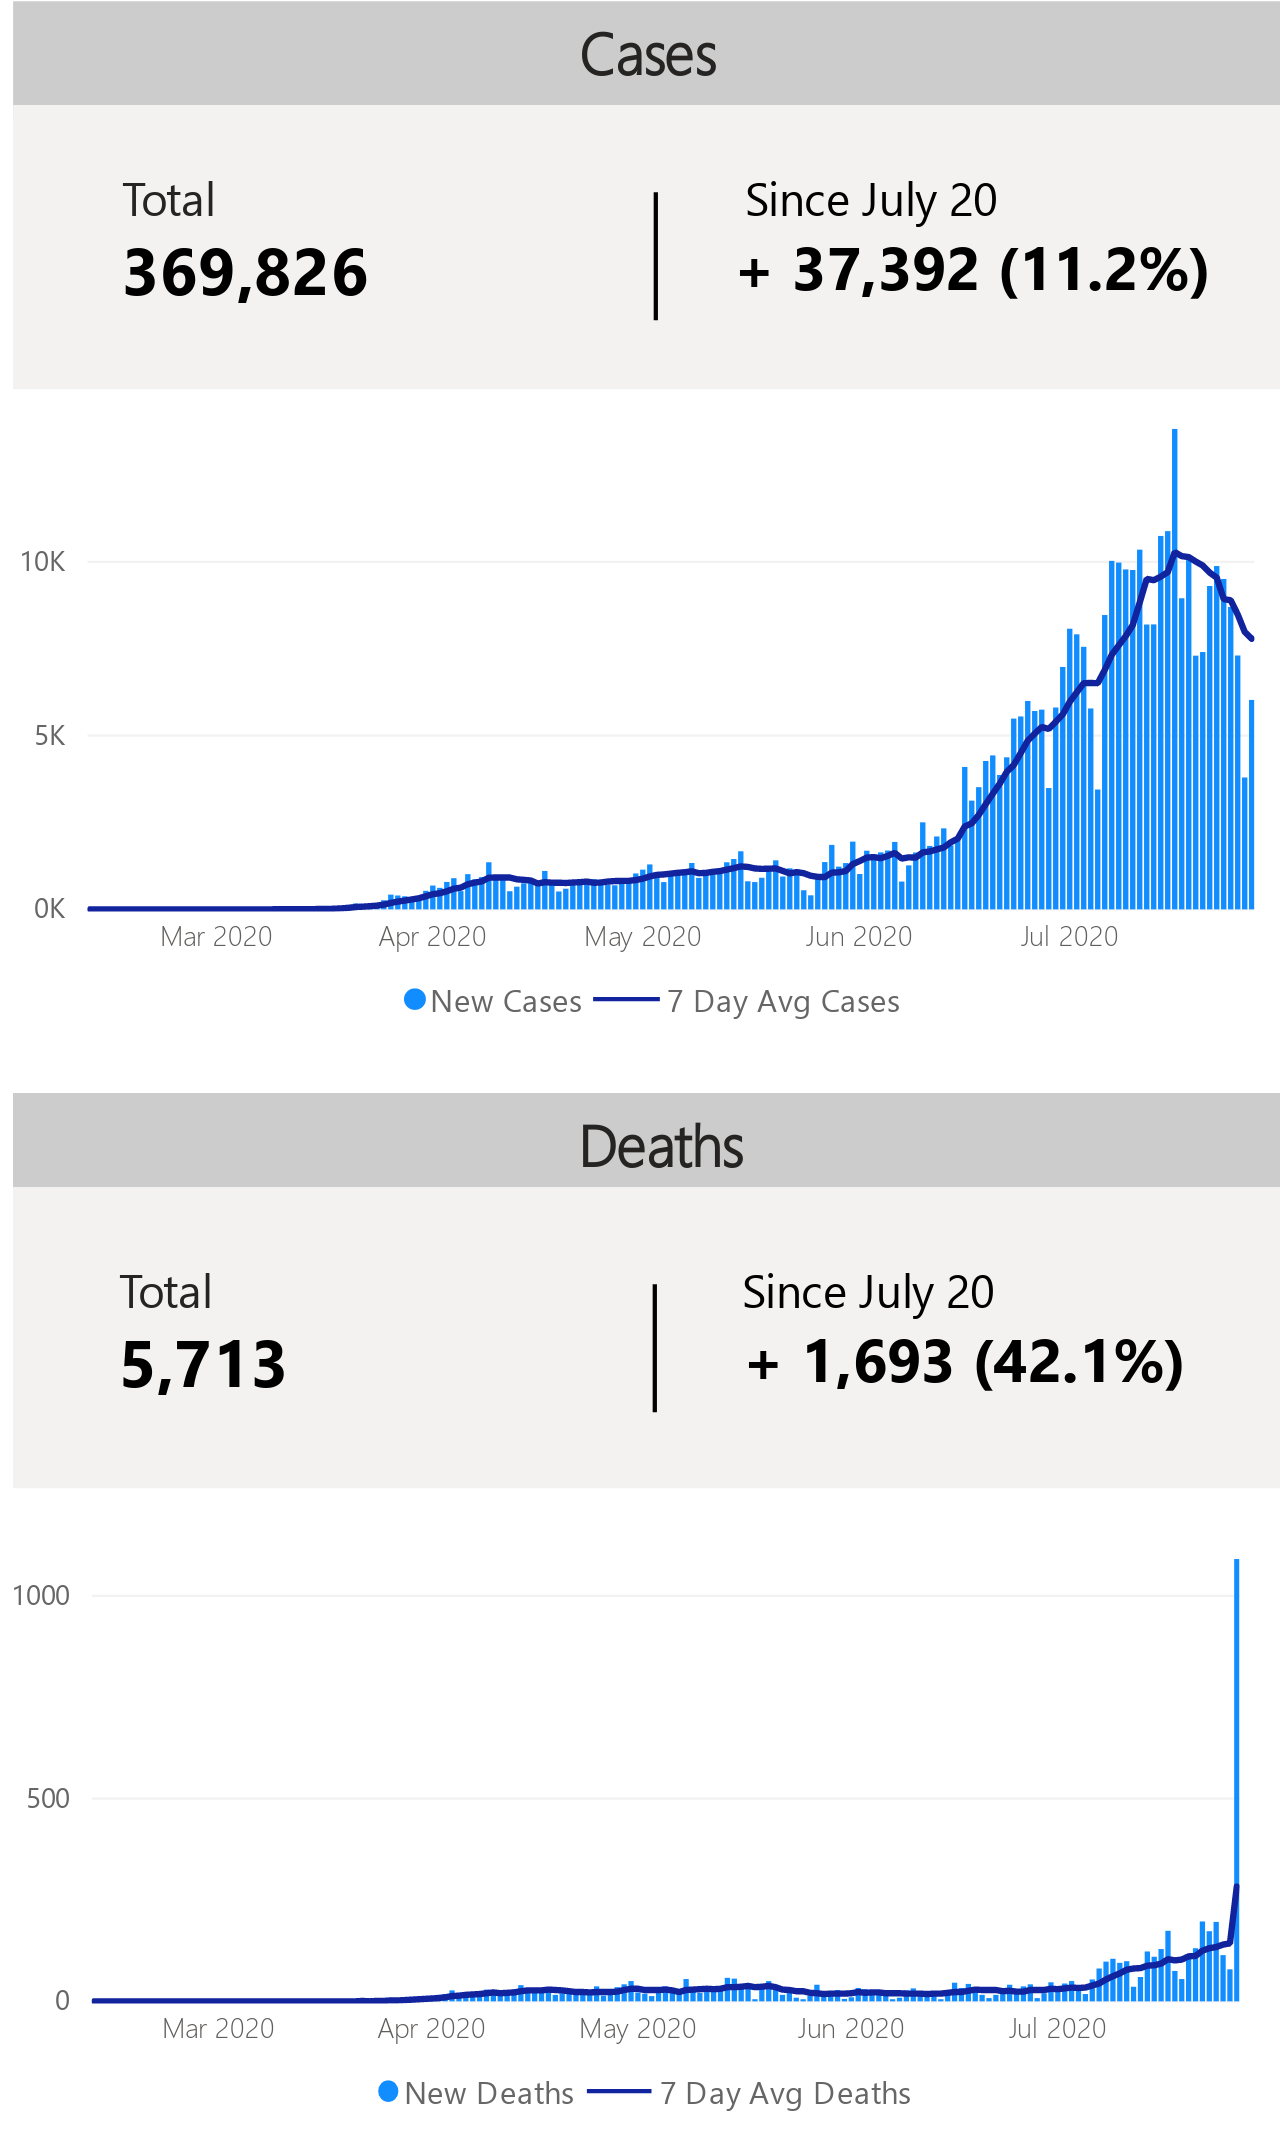 Cases
Total
Since July 20
369,826
+ 37,392 (11.2%)
10K
5K
0K
Mar 2020
Apr 2020
May 2020
Jun 2020
Jul 2020
New Cases
7 Day Avg Cases
Deaths
Total
Since July 20
5,713
+ 1,693 (42.1%)
1000
500
0
Mar 2020
Apr 2020
May 2020
Jun 2020
Jul 2020
New Deaths
7 Day Avg Deaths